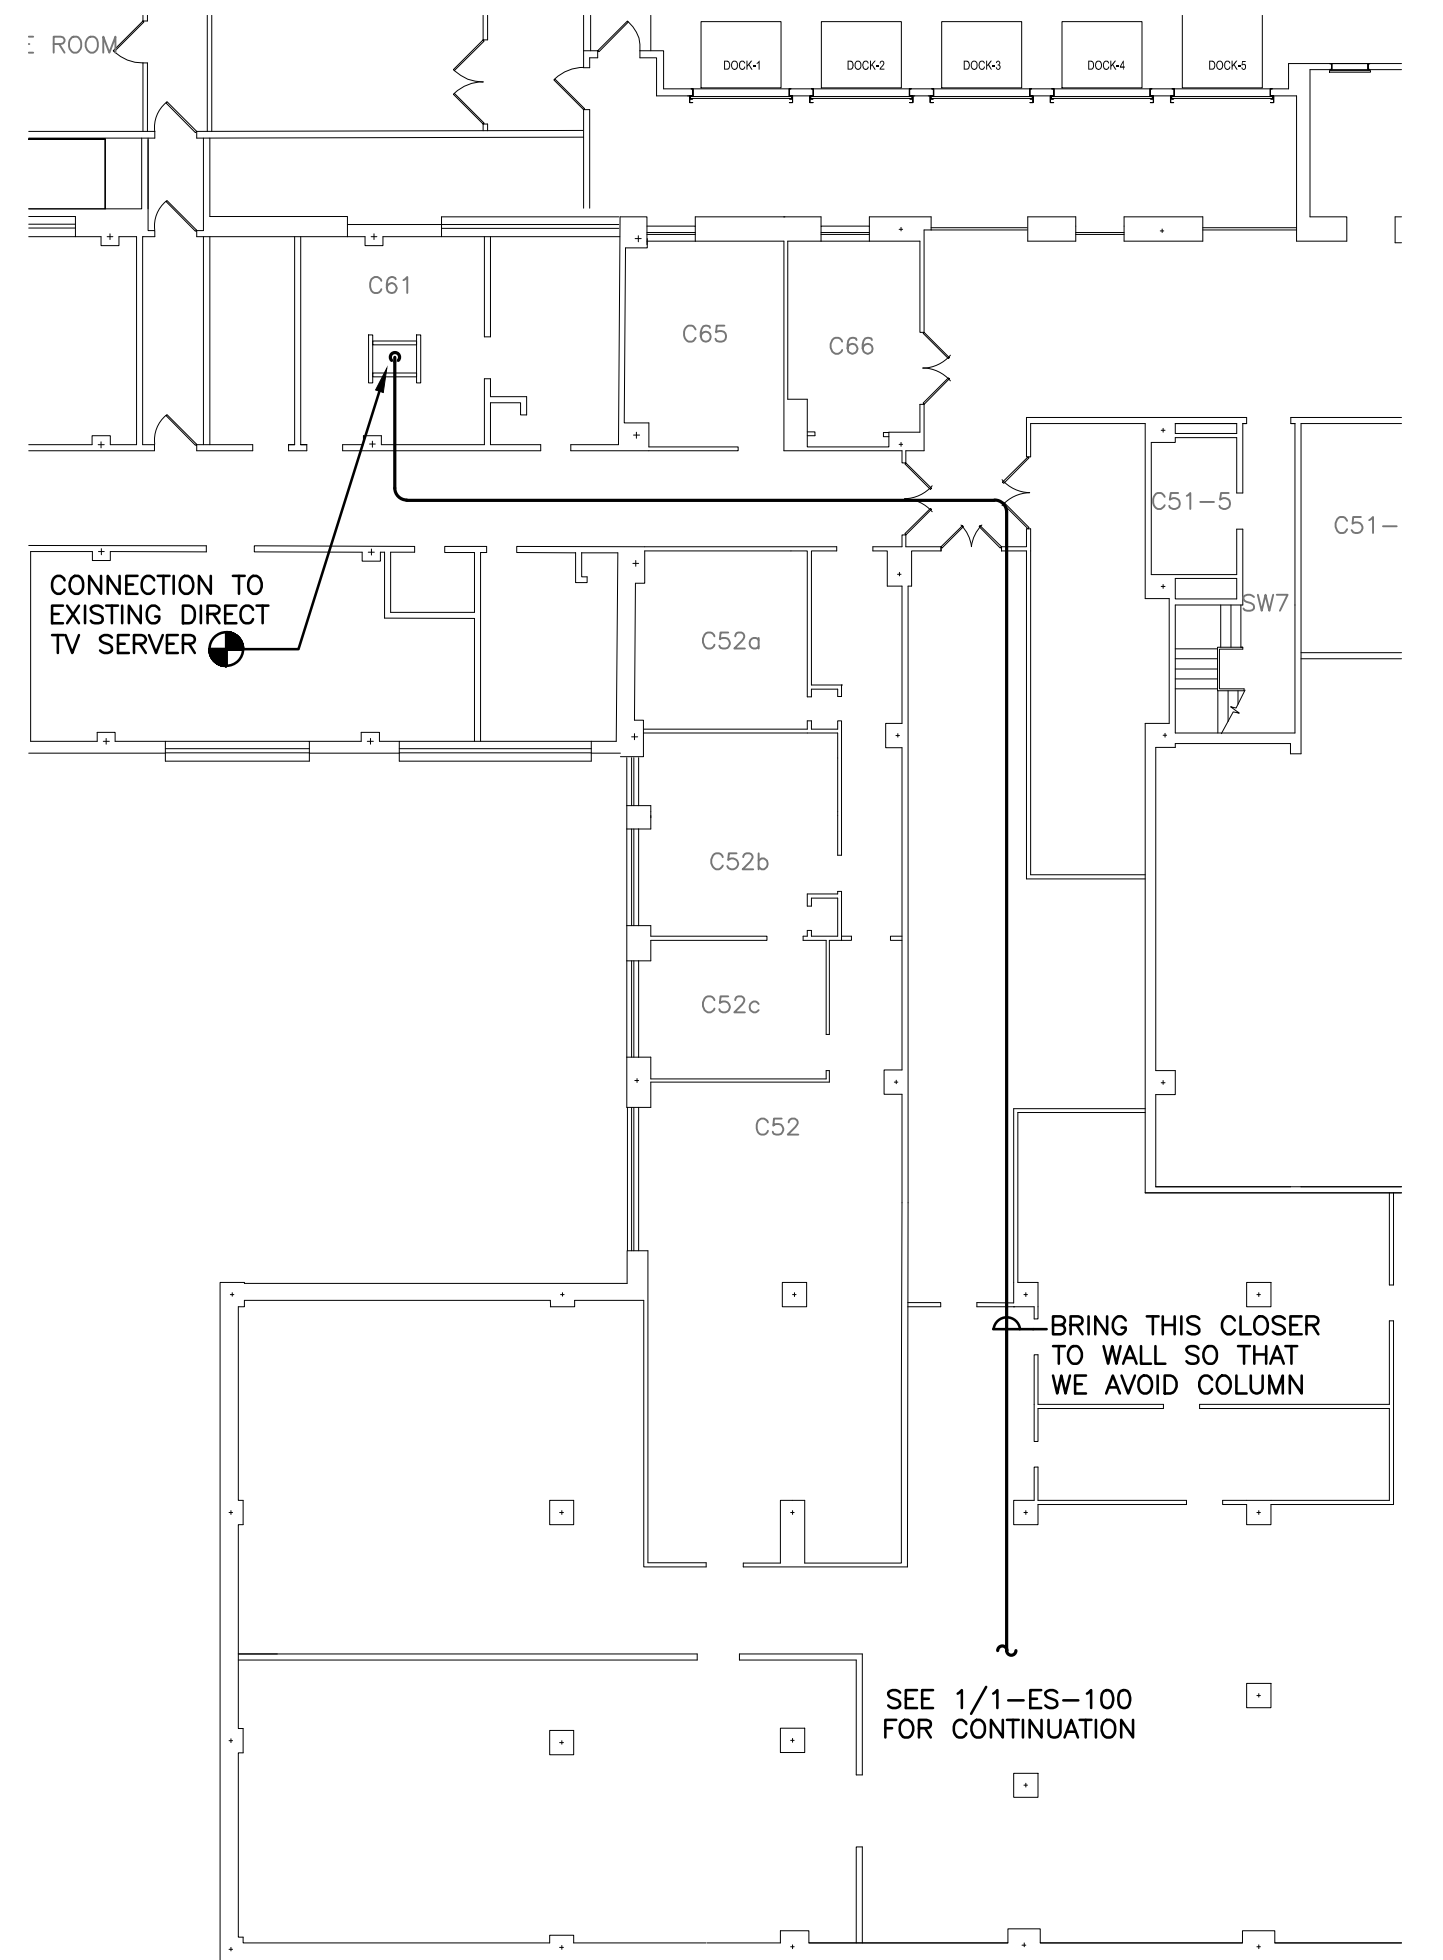 E ROOM
DOCK-1
DOCK-2
DOCK-3
DOCK-4
DOCK-5
C61
C65
C66
C51-5
C51-
SW7
CONNECTION TO
EXISTING DIRECT
TV SERVER
C52a
C52b
C52c
C52
BRING THIS CLOSER
TO WALL SO THAT
WE AVOID COLUMN
SEE 1/1-ES-100
FOR CONTINUATION